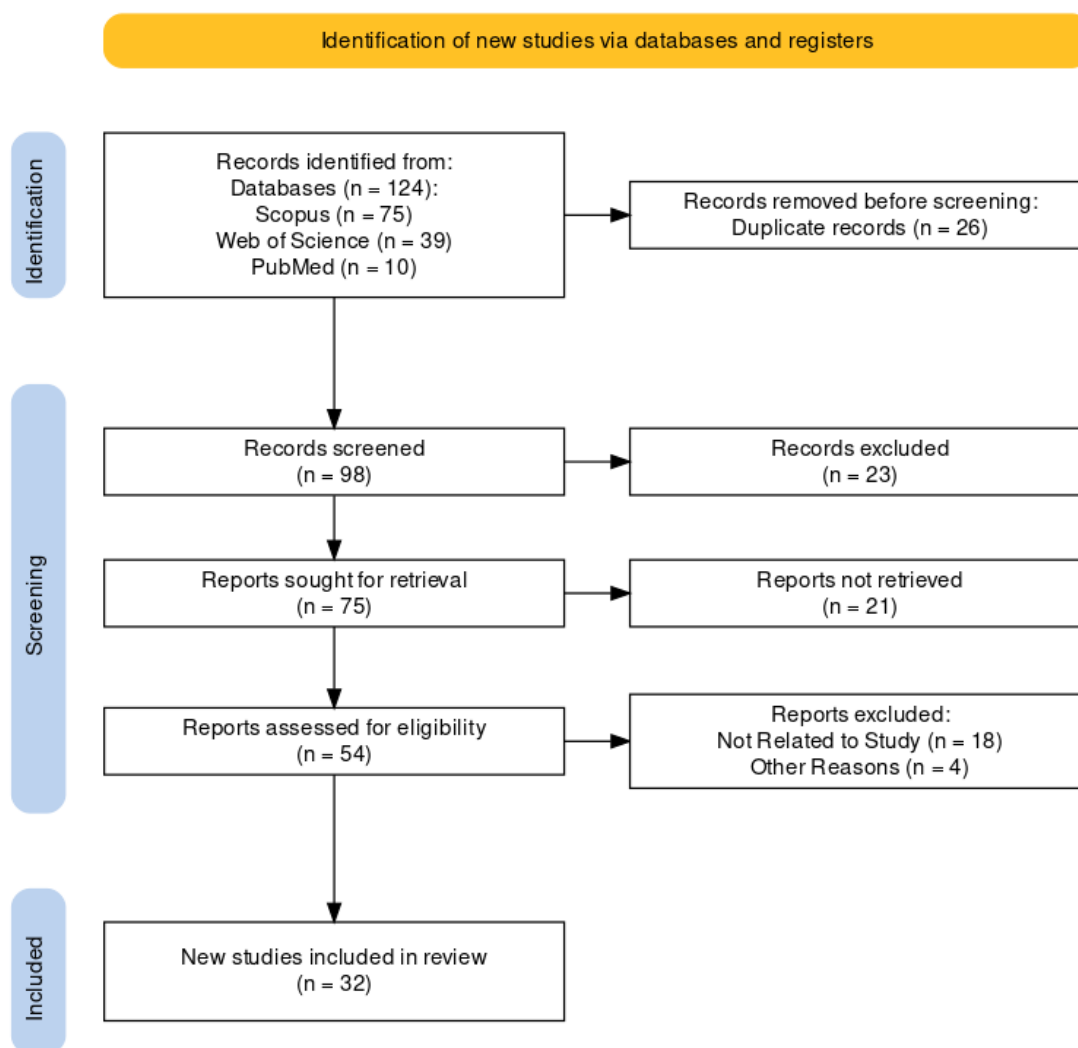 Identification of new studies via databases and registers
Identification
Records identified from:
Databases (n = 124):
Scopus (n = 75)
Web of Science (n = 39)
PubMed (n = 10)
Records removed before screening:
Duplicate records (n = 26)
Screening
Records screened
(n = 98)
Records excluded
(n = 23)
Reports sought for retrieval
(n = 75)
Reports not retrieved
(n = 21)
Reports assessed for eligibility
(n = 54)
Reports excluded:
Not Related to Study (n = 18)
Other Reasons (n = 4)
Included
New studies included in review
(n = 32)